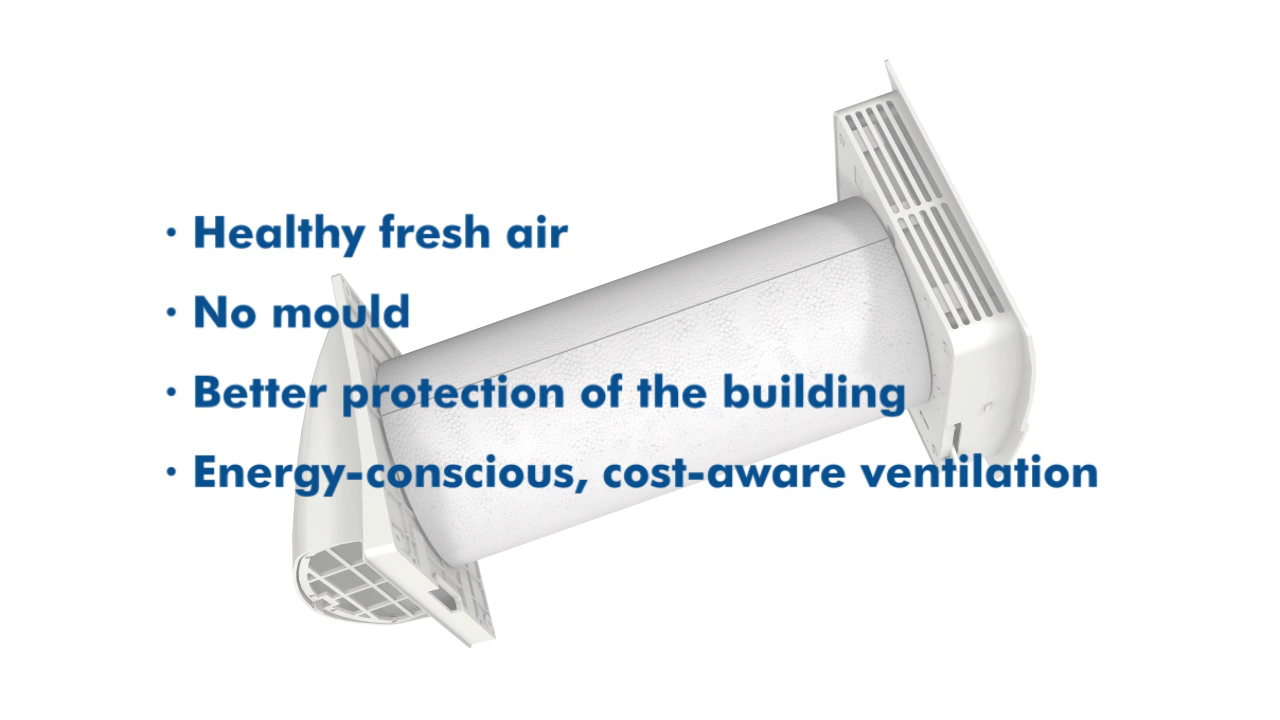 · Healthy fresh air
· No mould
· Better protection of the building
· Energy-conscious, cost-aware ventilation